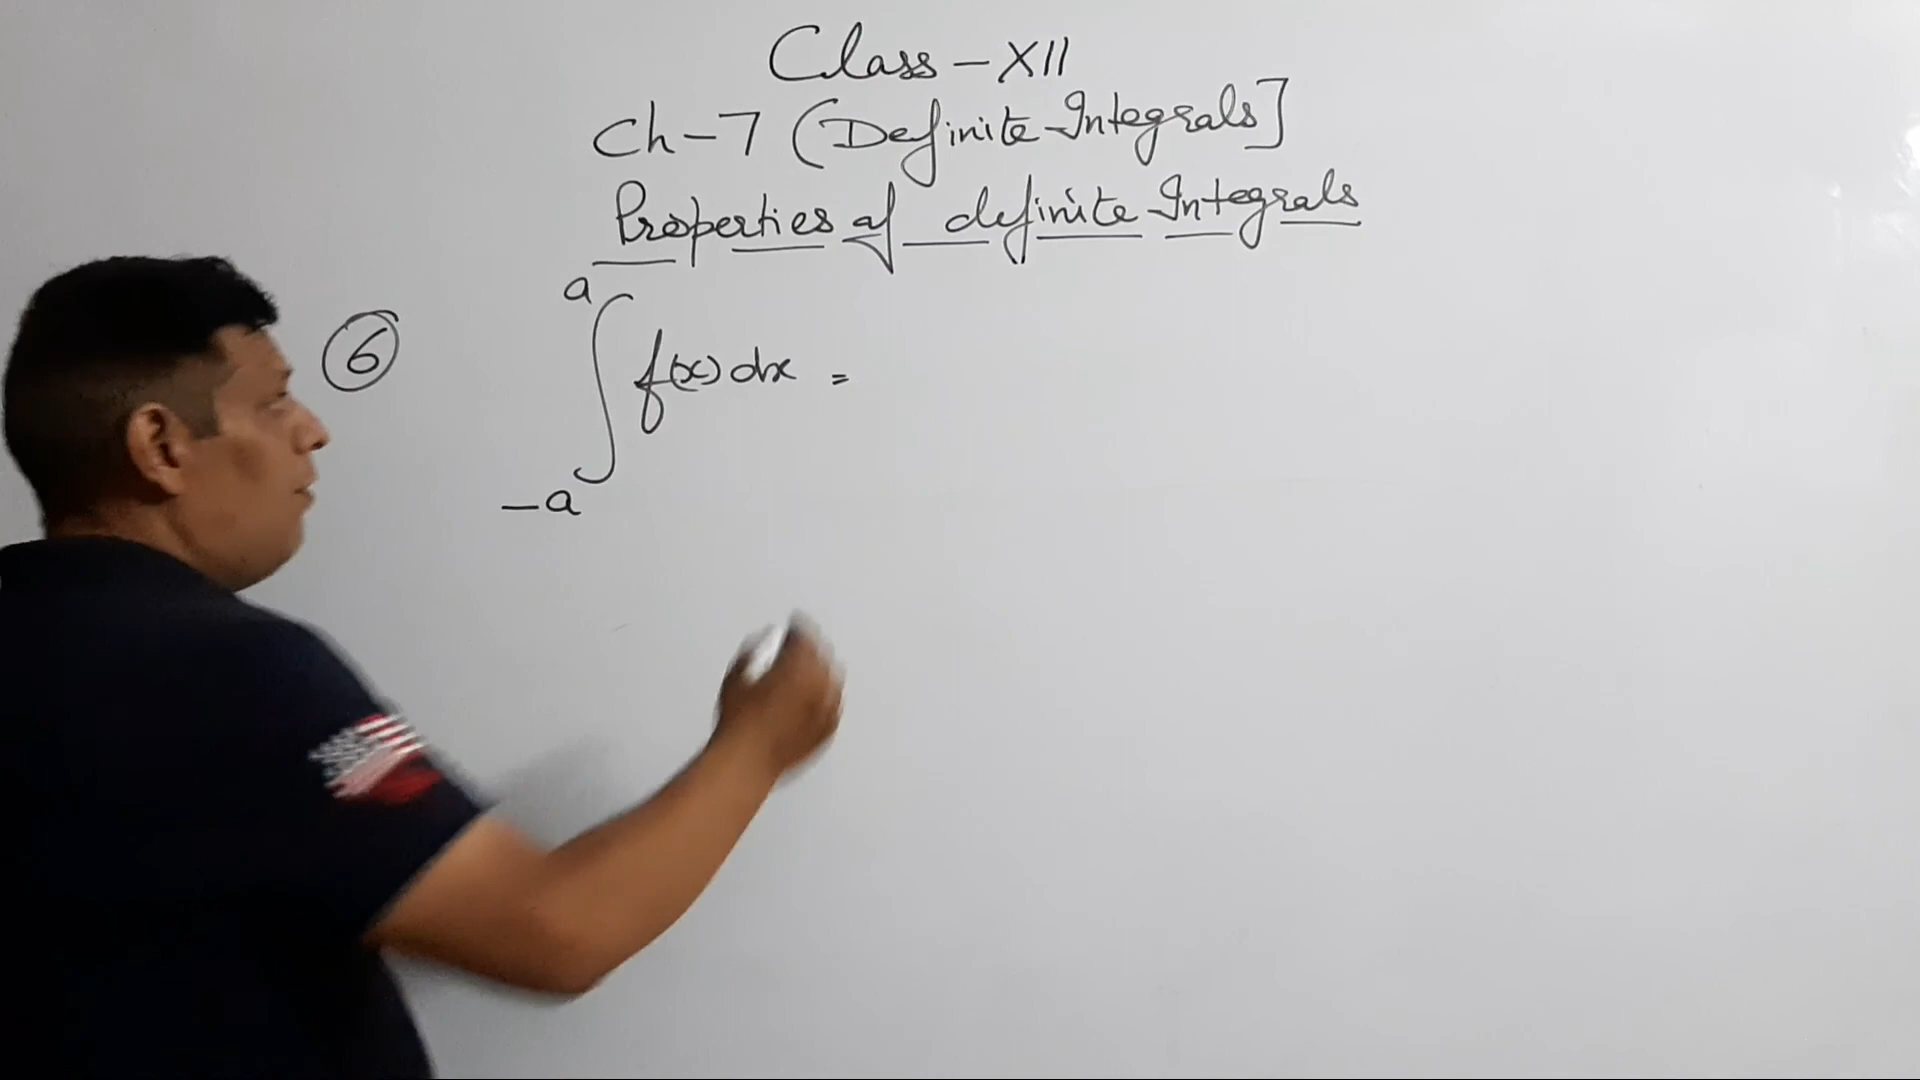 Class - XII
Ch-7 (Definite Integrals]
Properties of definite Integrals
⑥ ∫_{-a}^{a} f(x) dx =